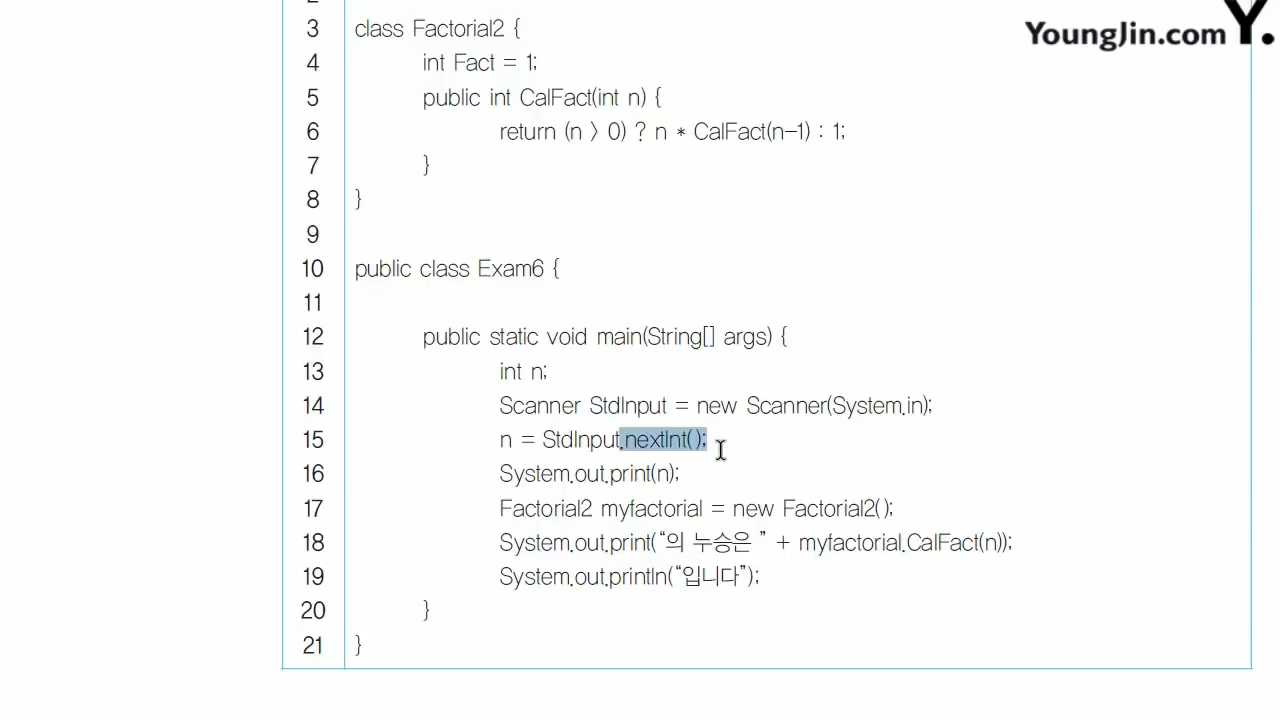 YoungJin.com Y.
2
3 class Factorial2 {
4 int Fact = 1;
5 public int CalFact(int n) {
6 return (n > 0) ? n * CalFact(n-1) : 1;
7 }
8 }
9
10 public class Exam6 {
11
12 public static void main(String[] args) {
13 int n;
14 Scanner StdInput = new Scanner(System.in);
15 n = StdInput.nextInt();
16 System.out.print(n);
17 Factorial2 myfactorial = new Factorial2();
18 System.out.print(“의 누승은 ” + myfactorial.CalFact(n));
19 System.out.println(“입니다”);
20 }
21 }